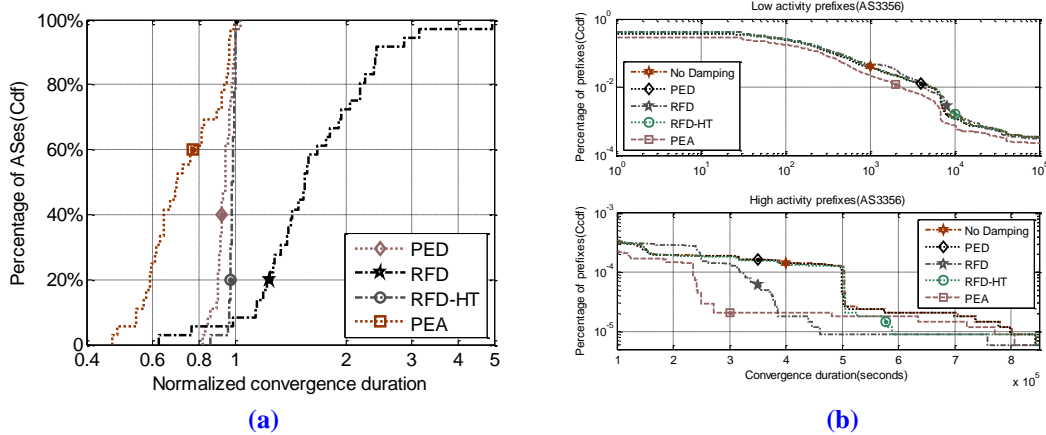 (a)
100%
80%
60%
40%
20%
0
Percentage of ASes(Cdf)
0.4 0.6 0.8 1 2 3 4 5
Normalized convergence duration
PED
RFD
RFD-HT
PEA
(b)
Low activity prefixes(AS3356)
10^0
10^-2
10^-4
Percentage of prefixes(Ccdf)
No Damping
PED
RFD
RFD-HT
PEA
10^0 10^1 10^2 10^3 10^4 10^5
High activity prefixes(AS3356)
10^-3
10^-4
10^-5
Percentage of prefixes(Ccdf)
No Damping
PED
RFD
RFD-HT
PEA
1 2 3 4 5 6 7 8
Convergence duration(seconds)
x 10^5
(a)
(b)